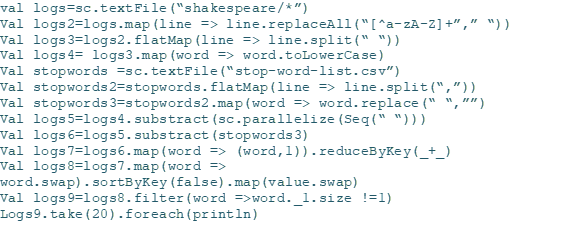 val logs=sc.textFile(“shakespeare/*”)
Val logs2=logs.map(line => line.replaceAll(“[^a-zA-Z]+”,” “))
Val logs3=logs2.flatMap(line => line.split(“ “))
Val logs4= logs3.map(word => word.toLowerCase)
Val stopwords =sc.textFile(“stop-word-list.csv”)
Val stopwords2=stopwords.flatMap(line => line.split(“,”))
Val stopwords3=stopwords2.map(word => word.replace(“ “,””)
Val logs5=logs4.substract(sc.parallelize(Seq(“ “)))
Val logs6=logs5.substract(stopwords3)
Val logs7=logs6.map(word => (word,1)).reduceByKey(_+_)
Val logs8=logs7.map(word =>
word.swap).sortByKey(false).map(value.swap)
Val logs9=logs8.filter(word =>word._1.size !=1)
Logs9.take(20).foreach(println)